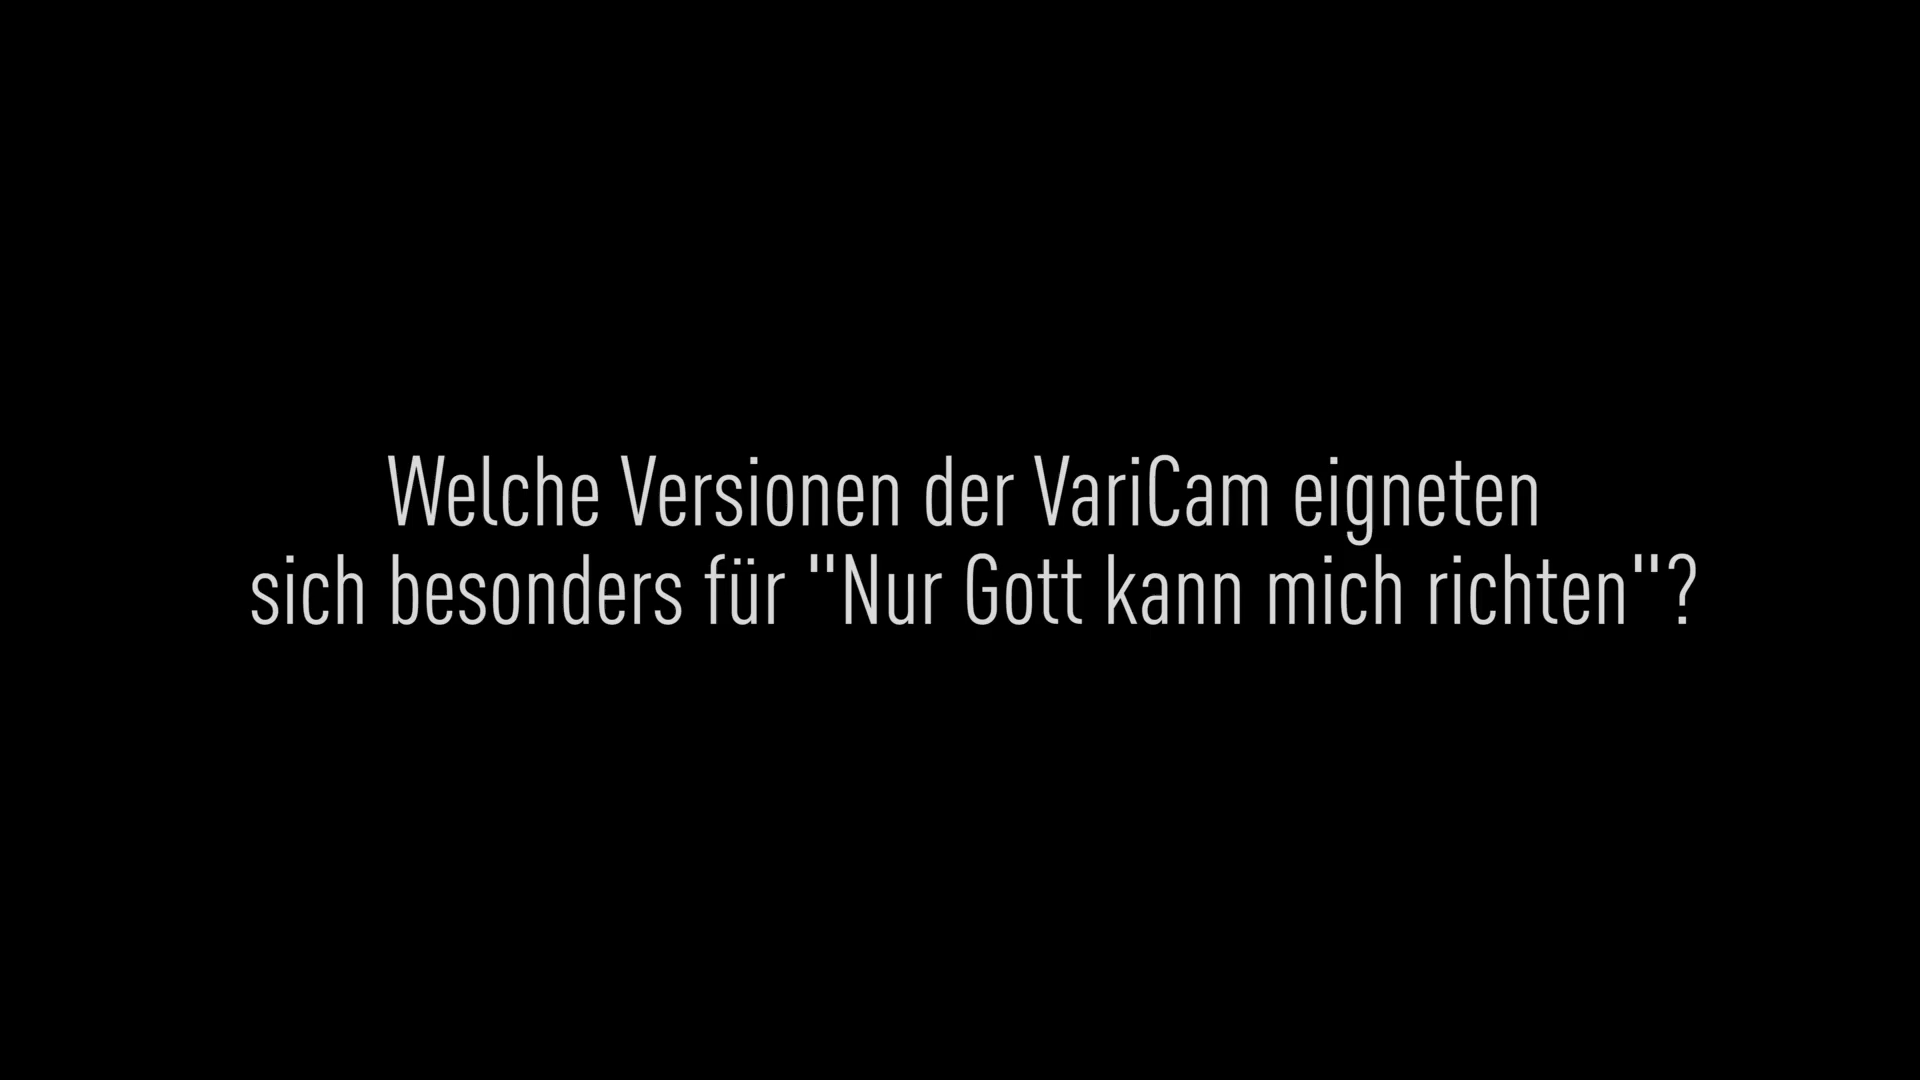 Welche Versionen der VariCam eigneten
sich besonders für "Nur Gott kann mich richten"?